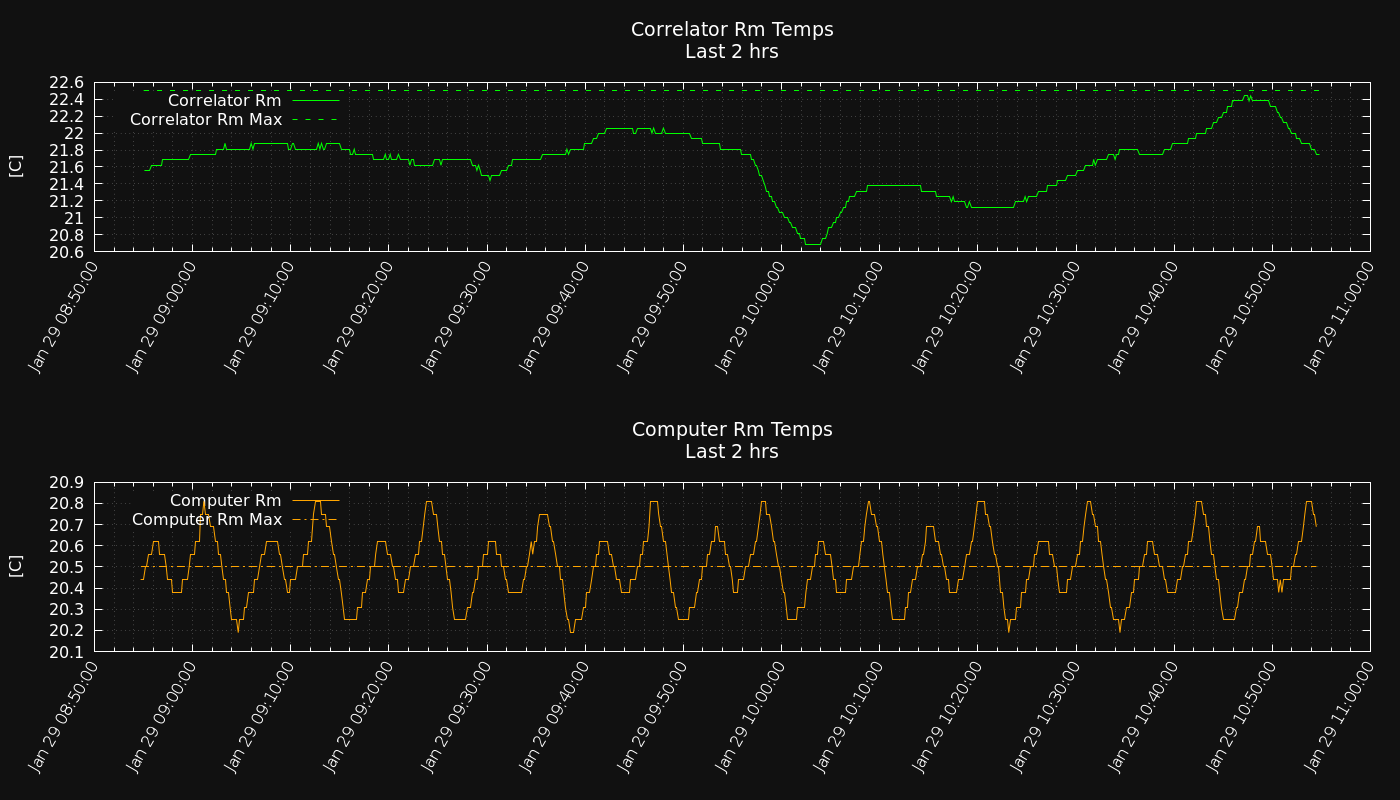 Correlator Rm Temps
Last 2 hrs
[C]
22.6
22.4
22.2
22
21.8
21.6
21.4
21.2
21
20.8
20.6
Correlator Rm
Correlator Rm Max
Jan 29 08:50:00
Jan 29 09:00:00
Jan 29 09:10:00
Jan 29 09:20:00
Jan 29 09:30:00
Jan 29 09:40:00
Jan 29 09:50:00
Jan 29 10:00:00
Jan 29 10:10:00
Jan 29 10:20:00
Jan 29 10:30:00
Jan 29 10:40:00
Jan 29 10:50:00
Jan 29 11:00:00
Computer Rm Temps
Last 2 hrs
[C]
20.9
20.8
20.7
20.6
20.5
20.4
20.3
20.2
20.1
Computer Rm
Computer Rm Max
Jan 29 08:50:00
Jan 29 09:00:00
Jan 29 09:10:00
Jan 29 09:20:00
Jan 29 09:30:00
Jan 29 09:40:00
Jan 29 09:50:00
Jan 29 10:00:00
Jan 29 10:10:00
Jan 29 10:20:00
Jan 29 10:30:00
Jan 29 10:40:00
Jan 29 10:50:00
Jan 29 11:00:00